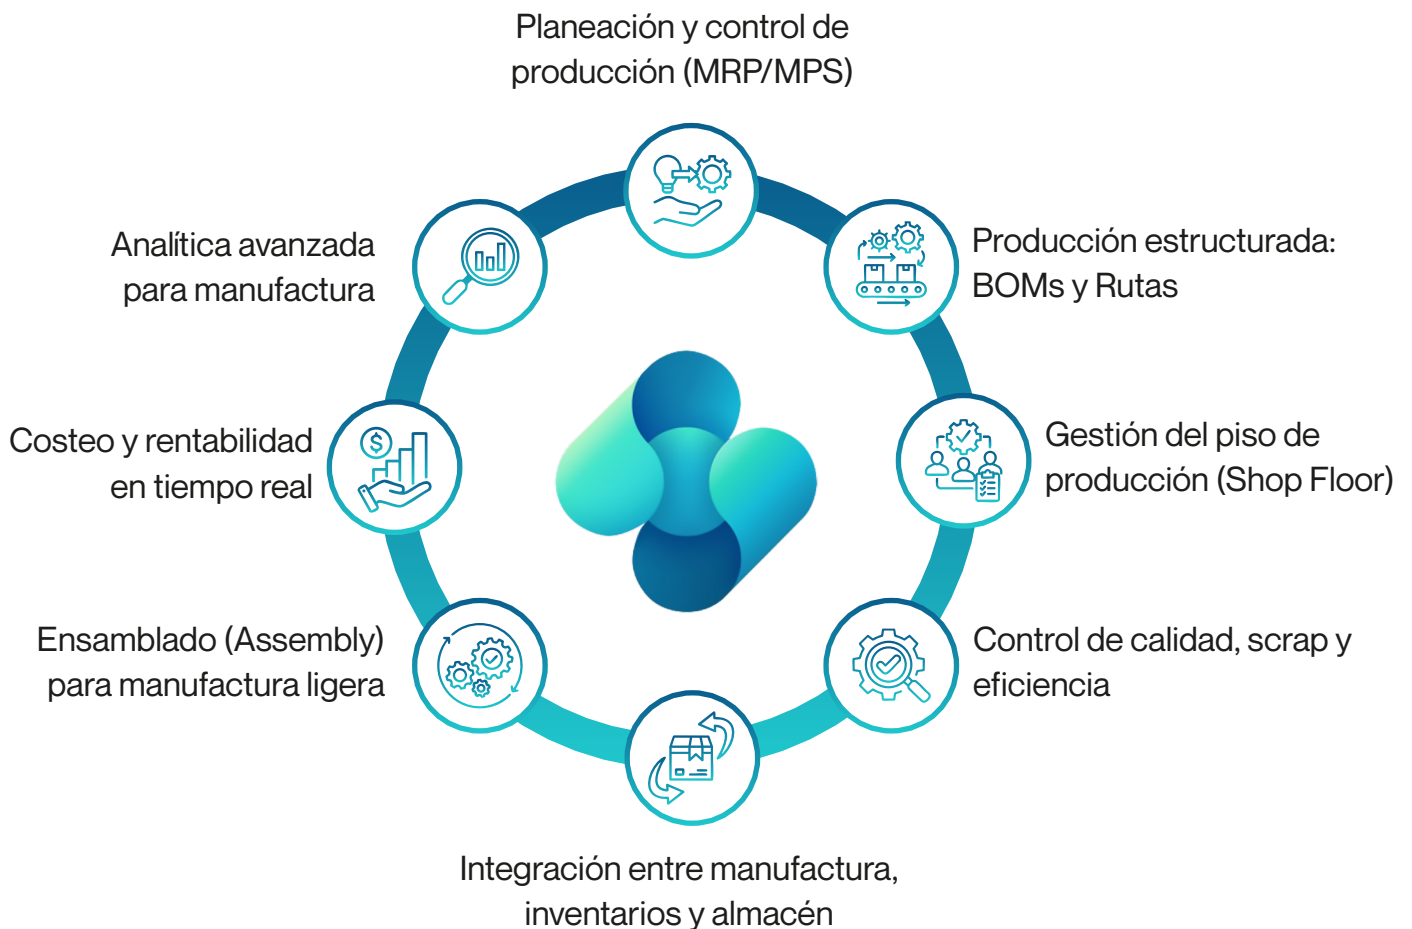 Planeación y control de
producción (MRP/MPS)
Producción estructurada:
BOMs y Rutas
Gestión del piso de
producción (Shop Floor)
Control de calidad, scrap y
eficiencia
Integración entre manufactura,
inventarios y almacén
Ensamblado (Assembly)
para manufactura ligera
Costeo y rentabilidad
en tiempo real
Analítica avanzada
para manufactura